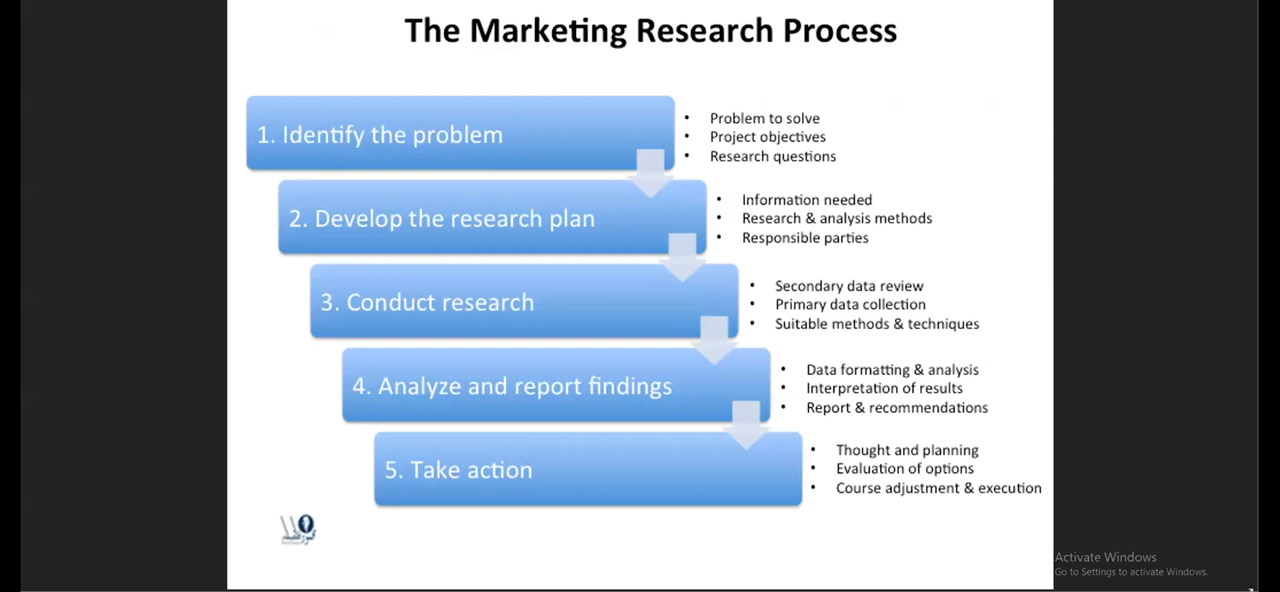 The Marketing Research Process
1. Identify the problem
• Problem to solve
• Project objectives
• Research questions
2. Develop the research plan
• Information needed
• Research & analysis methods
• Responsible parties
3. Conduct research
• Secondary data review
• Primary data collection
• Suitable methods & techniques
4. Analyze and report findings
• Data formatting & analysis
• Interpretation of results
• Report & recommendations
5. Take action
• Thought and planning
• Evaluation of options
• Course adjustment & execution
Activate Windows
Go to Settings to activate Windows.